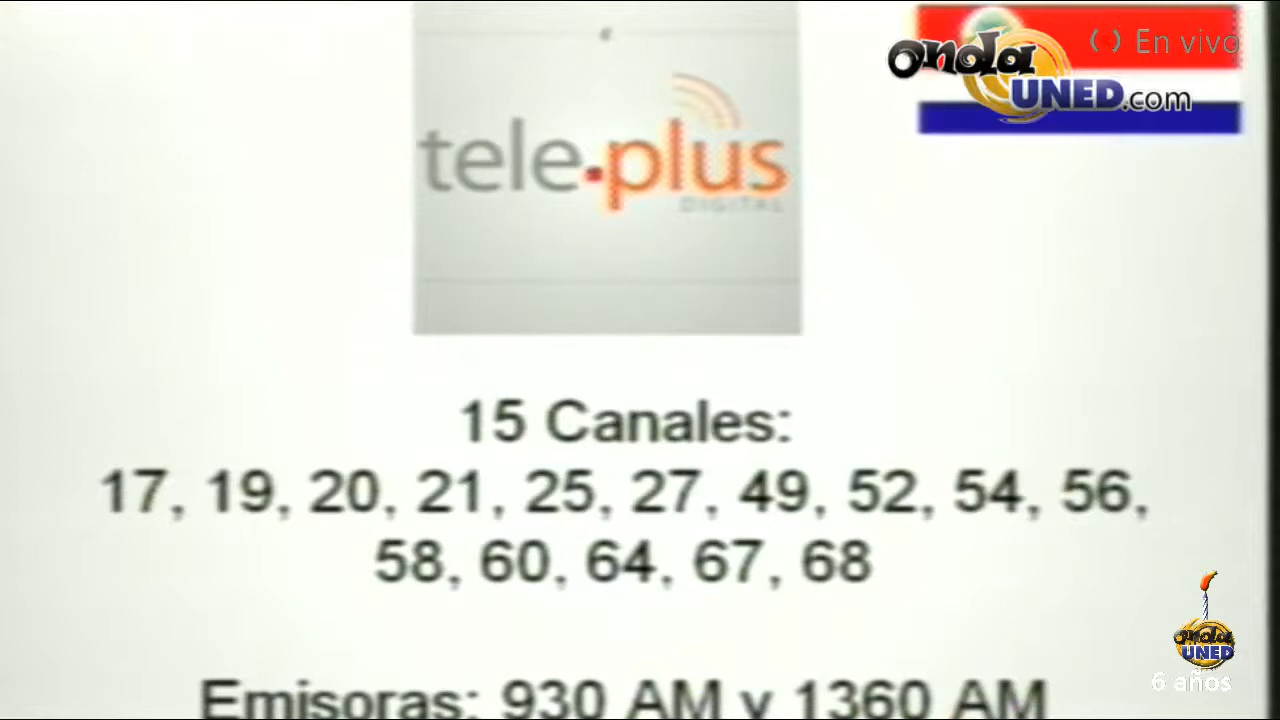 onda
UNED.com
( ) En vivo
tele.plus
DIGITAL
15 Canales:
17, 19, 20, 21, 25, 27, 49, 52, 54, 56,
58, 60, 64, 67, 68
Emisoras: 930 AM y 1360 AM
onda
UNED
6 años